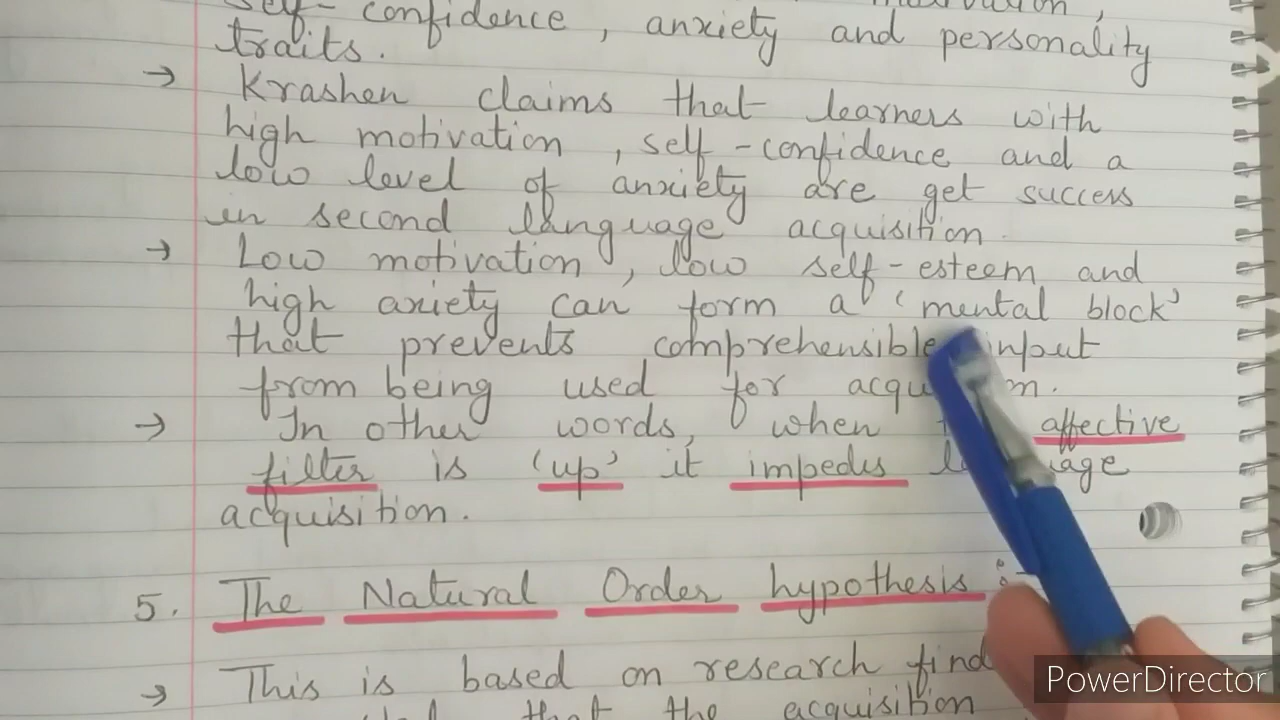 self- confidence, anxiety and personality
traits.
→ Krashen claims that learners with
high motivation, self-confidence and a
low level of anxiety are get success
in second language acquisition.
→ Low motivation, low self-esteem and
high axiety can form a 'mental block'
that prevents comprehensible input
from being used for
→ In other words, when affective
filter is 'up' it impedes
acquisition.
5. The Natural Order hypothesis :-
→ This is based on research
that the acquisition
PowerDirector